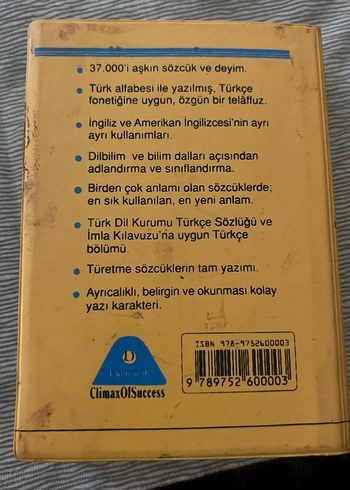 37.000'i aşkın sözcük ve deyim.
Türk alfabesi ile yazılmış, Türkçe
fonetiğine uygun, özgün bir telâffuz.
İngiliz ve Amerikan İngilizcesi'nin ayrı
ayrı kullanımları.
Dilbilim ve bilim dalları açısından
adlandırma ve sınıflandırma.
Birden çok anlamı olan sözcüklerde;
en sık kullanılan, en yeni anlam.
Türk Dil Kurumu Türkçe Sözlüğü ve
İmla Kılavuzu'na uygun Türkçe
bölümü.
Türetme sözcüklerin tam yazımı.
Ayrıcalıklı, belirgin ve okunması kolay
yazı karakteri.
D
ClimaxOfSuccess
ISBN 978-9752600003
9 789752 600003